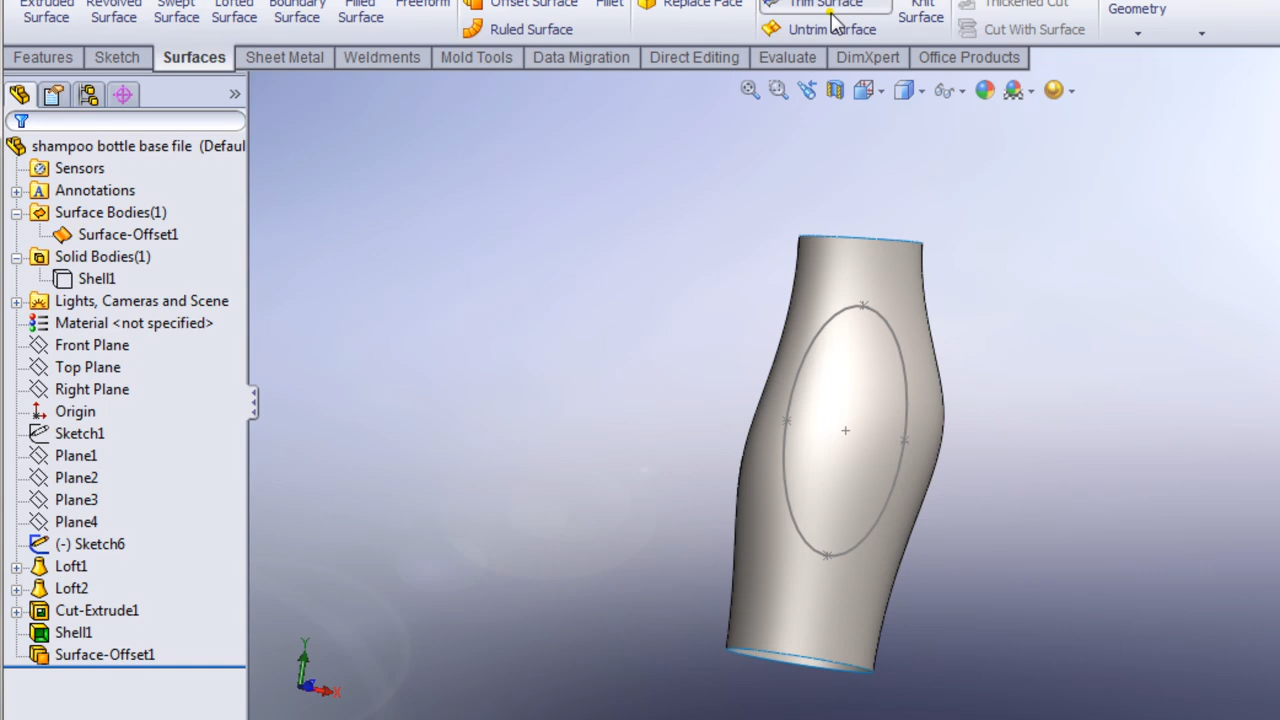 Extruded Surface
Revolved Surface
Swept Surface
Lofted Surface
Boundary Surface
Filled Surface
Freeform
Offset Surface
Ruled Surface
Fillet
Replace Face
Trim Surface
Untrim Surface
Knit Surface
Thickened Cut
Cut With Surface
Geometry
Features Sketch Surfaces Sheet Metal Weldments Mold Tools Data Migration Direct Editing Evaluate DimXpert Office Products
»
shampoo bottle base file (Defaul
Sensors
A Annotations
Surface Bodies(1)
Surface-Offset1
Solid Bodies(1)
Shell1
Lights, Cameras and Scene
Material <not specified>
Front Plane
Top Plane
Right Plane
Origin
Sketch1
Plane1
Plane2
Plane3
Plane4
(-) Sketch6
Loft1
Loft2
Cut-Extrude1
Shell1
Surface-Offset1
Y
X